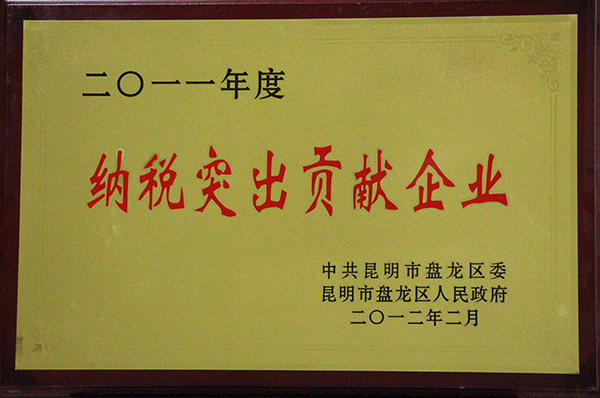 二〇一一年度
纳税突出贡献企业
中共昆明市盘龙区委
昆明市盘龙区人民政府
二〇一二年二月